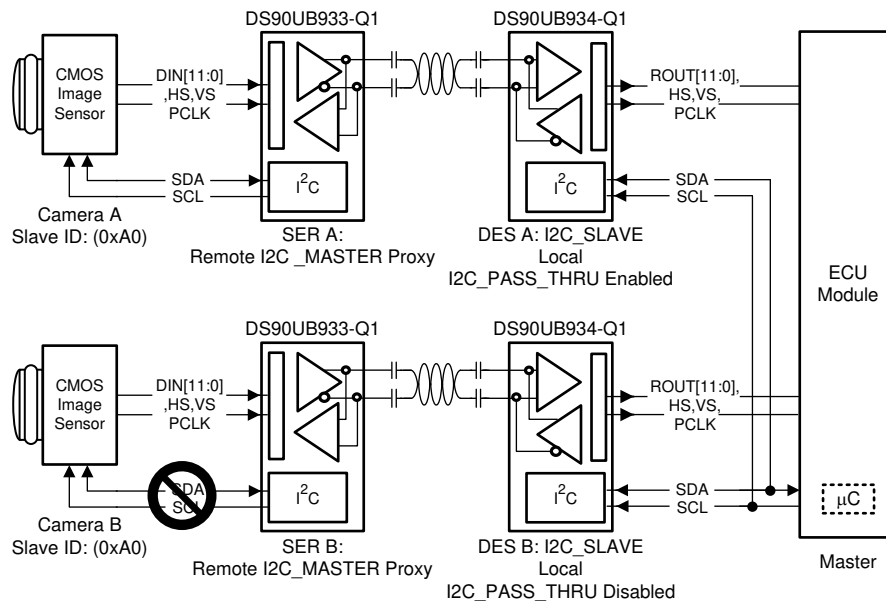 DS90UB933-Q1
DS90UB934-Q1
CMOS
Image
Sensor
DIN[11:0]
,HS,VS
PCLK
ROUT[11:0],
HS,VS,
PCLK
SDA
SCL
I2C
I2C
SDA
SCL
Camera A
Slave ID: (0xA0)
SER A:
Remote I2C _MASTER Proxy
DES A: I2C_SLAVE
Local
I2C_PASS_THRU Enabled
ECU
Module
DS90UB933-Q1
DS90UB934-Q1
CMOS
Image
Sensor
DIN[11:0]
,HS,VS
PCLK
ROUT[11:0],
HS,VS,
PCLK
SDA
SCL
I2C
I2C
SDA
SCL
µC
Camera B
Slave ID: (0xA0)
SER B:
Remote I2C_MASTER Proxy
DES B: I2C_SLAVE
Local
I2C_PASS_THRU Disabled
Master